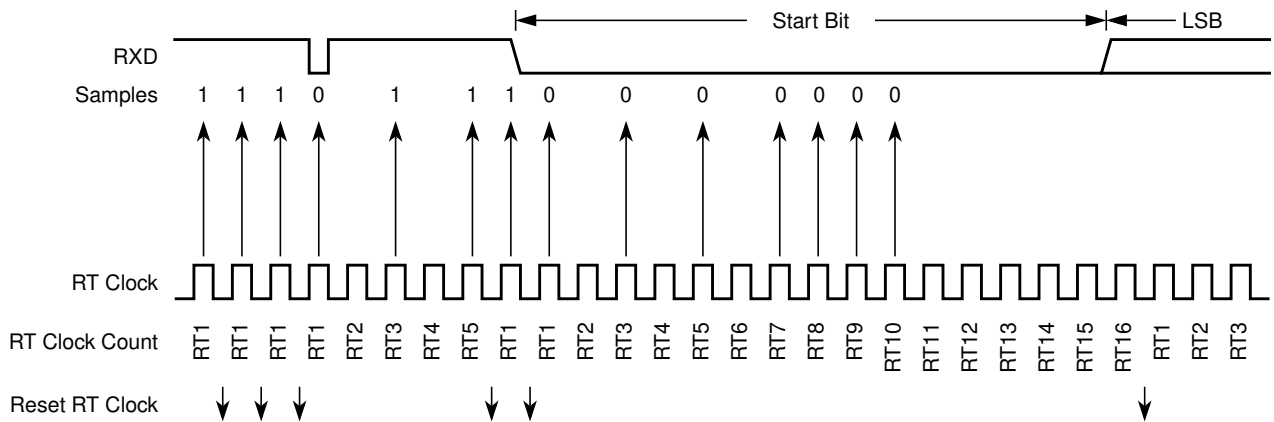 Start Bit LSB
RXD
Samples 1 1 1 0 1 1 1 0 0 0 0 0 0 0
RT Clock
RT Clock Count RT1 RT1 RT1 RT1 RT2 RT3 RT4 RT5 RT1 RT1 RT2 RT3 RT4 RT5 RT6 RT7 RT8 RT9 RT10 RT11 RT12 RT13 RT14 RT15 RT16 RT1 RT2 RT3
Reset RT Clock